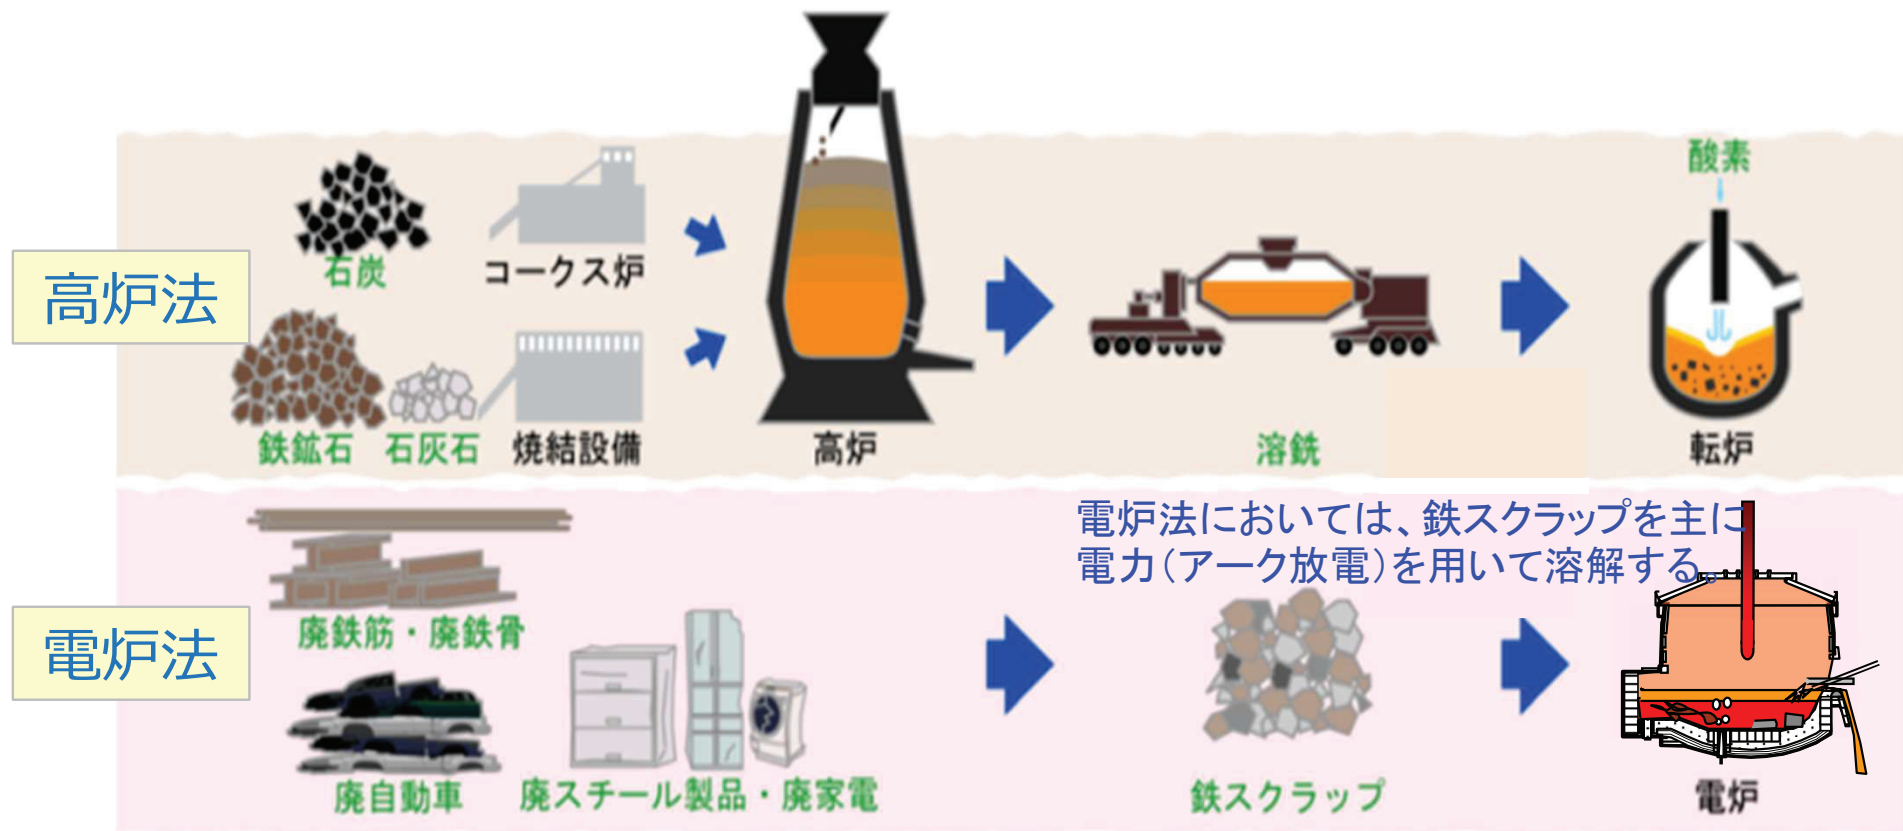 酸素
高炉法
石炭
コークス炉
鉄鉱石
石灰石
焼結設備
高炉
溶銑
転炉
電炉法においては、鉄スクラップを主に
電力(アーク放電)を用いて溶解する。
電炉法
廃鉄筋・廃鉄骨
廃自動車
廃スチール製品・廃家電
鉄スクラップ
電炉